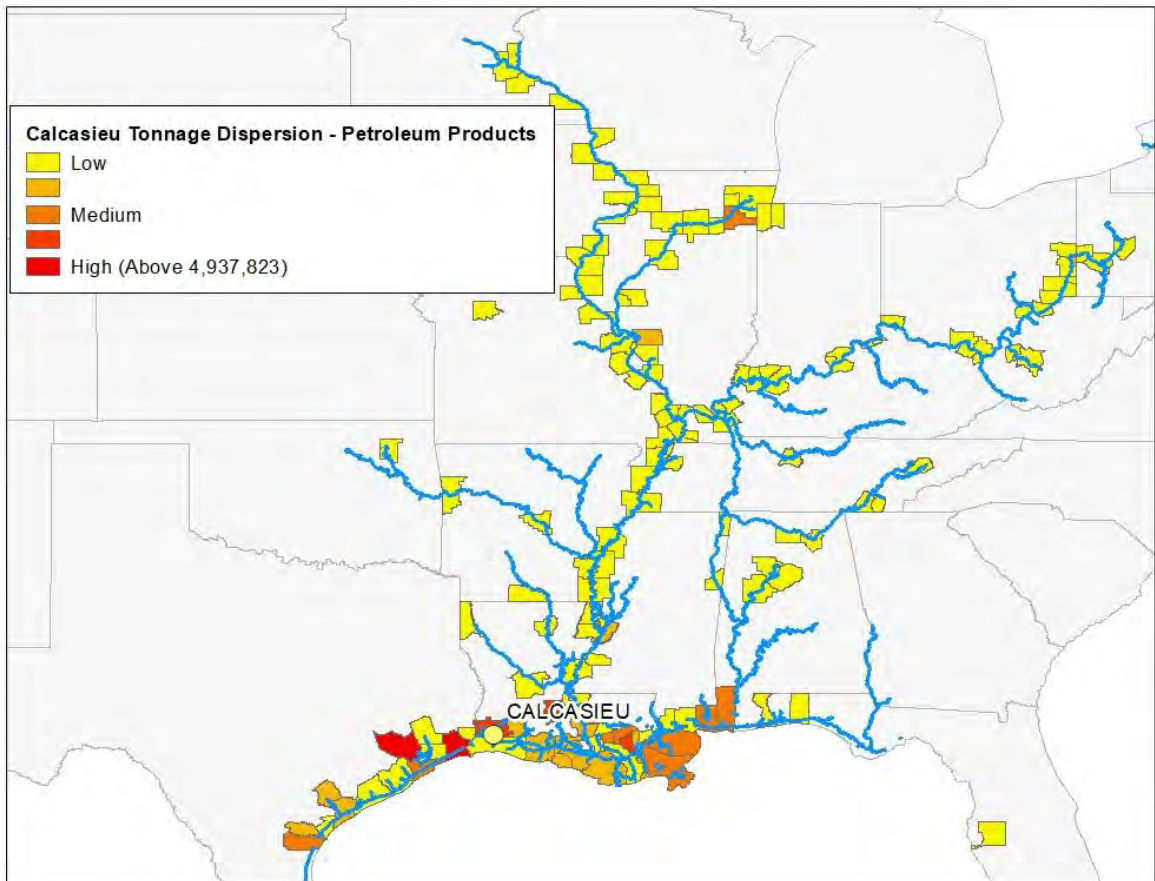 Calcasieu Tonnage Dispersion - Petroleum Products
Low
Medium
High (Above 4,937,823)
CALCASIEU